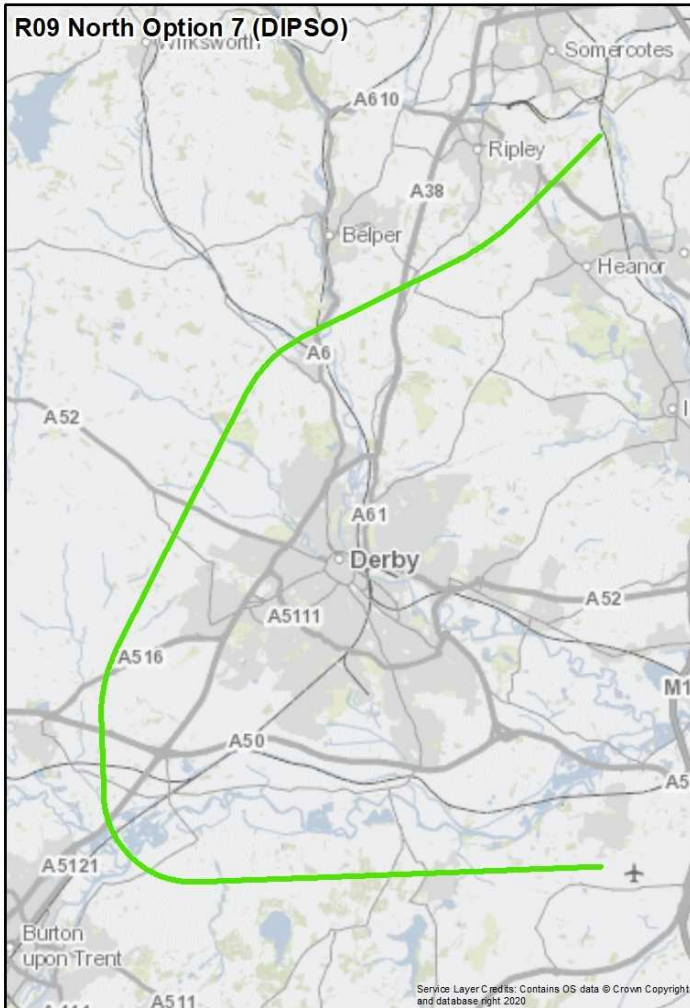 R09 North Option 7 (DIPSO)
Wirksworth
Somercotes
A610
Ripley
A38
Belper
Heanor
A6
I
A52
A61
Derby
A52
A5111
A516
M1
A50
A5
A5121
Burton
upon Trent
A511
Service Layer Credits: Contains OS data © Crown Copyright
and database right 2020